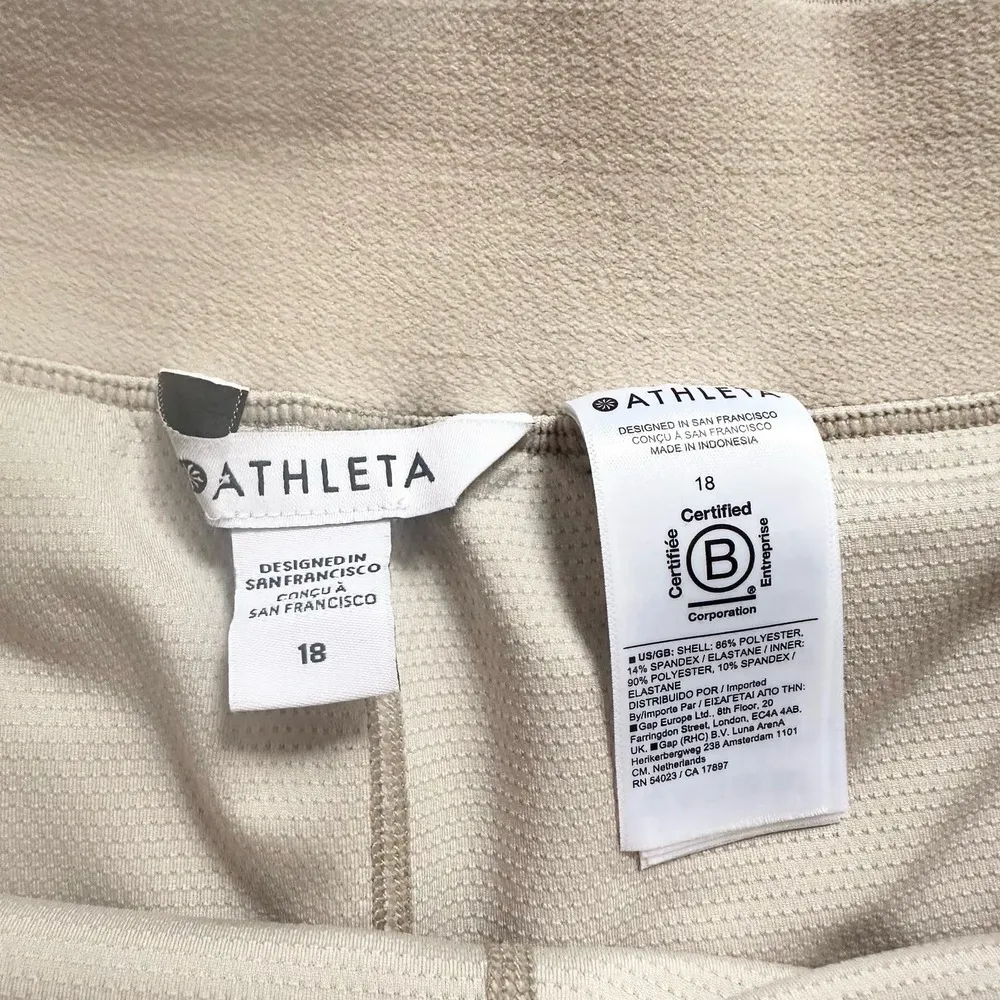 ATHLETA
DESIGNED IN
SAN FRANCISCO
CONÇU À
SAN FRANCISCO
18
ATHLETA
DESIGNED IN SAN FRANCISCO
CONÇU À SAN FRANCISCO
MADE IN INDONESIA
18
Certified
Certifiée
B
®
Entreprise
Corporation
■ US/GB: SHELL: 86% POLYESTER,
14% SPANDEX / ELASTANE / INNER:
90% POLYESTER, 10% SPANDEX /
ELASTANE
DISTRIBUIDO POR / Imported
By/Importe Par / ΕΙΣΑΓΕΤΑΙ ΑΠΟ ΤΗΝ:
■ Gap Europe Ltd., 8th Floor, 20
Farringdon Street, London, EC4A 4AB.
UK, ■ Gap (RHC) B.V. Luna ArenA
Herikerbergweg 238 Amsterdam 1101
CM. Netherlands
RN 54023 / CA 17897